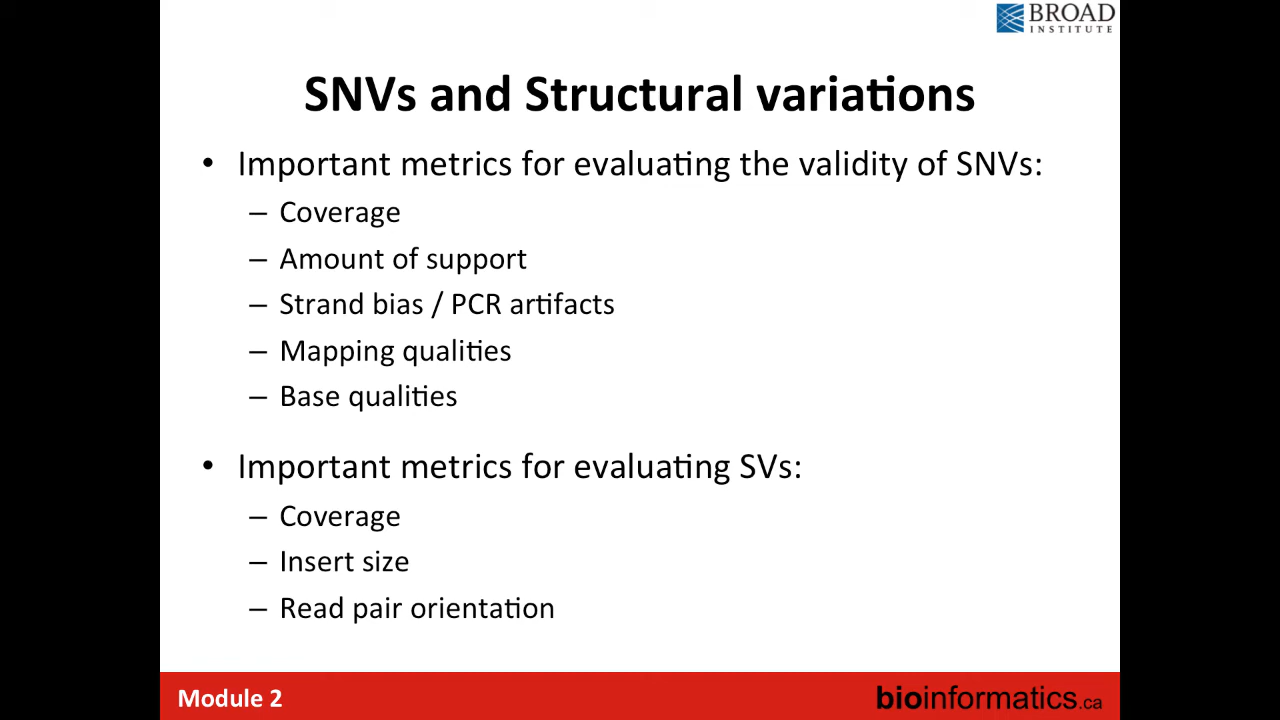 BROAD
INSTITUTE
SNVs and Structural variations
• Important metrics for evaluating the validity of SNVs:
– Coverage
– Amount of support
– Strand bias / PCR artifacts
– Mapping qualities
– Base qualities
• Important metrics for evaluating SVs:
– Coverage
– Insert size
– Read pair orientation
Module 2
bioinformatics.ca